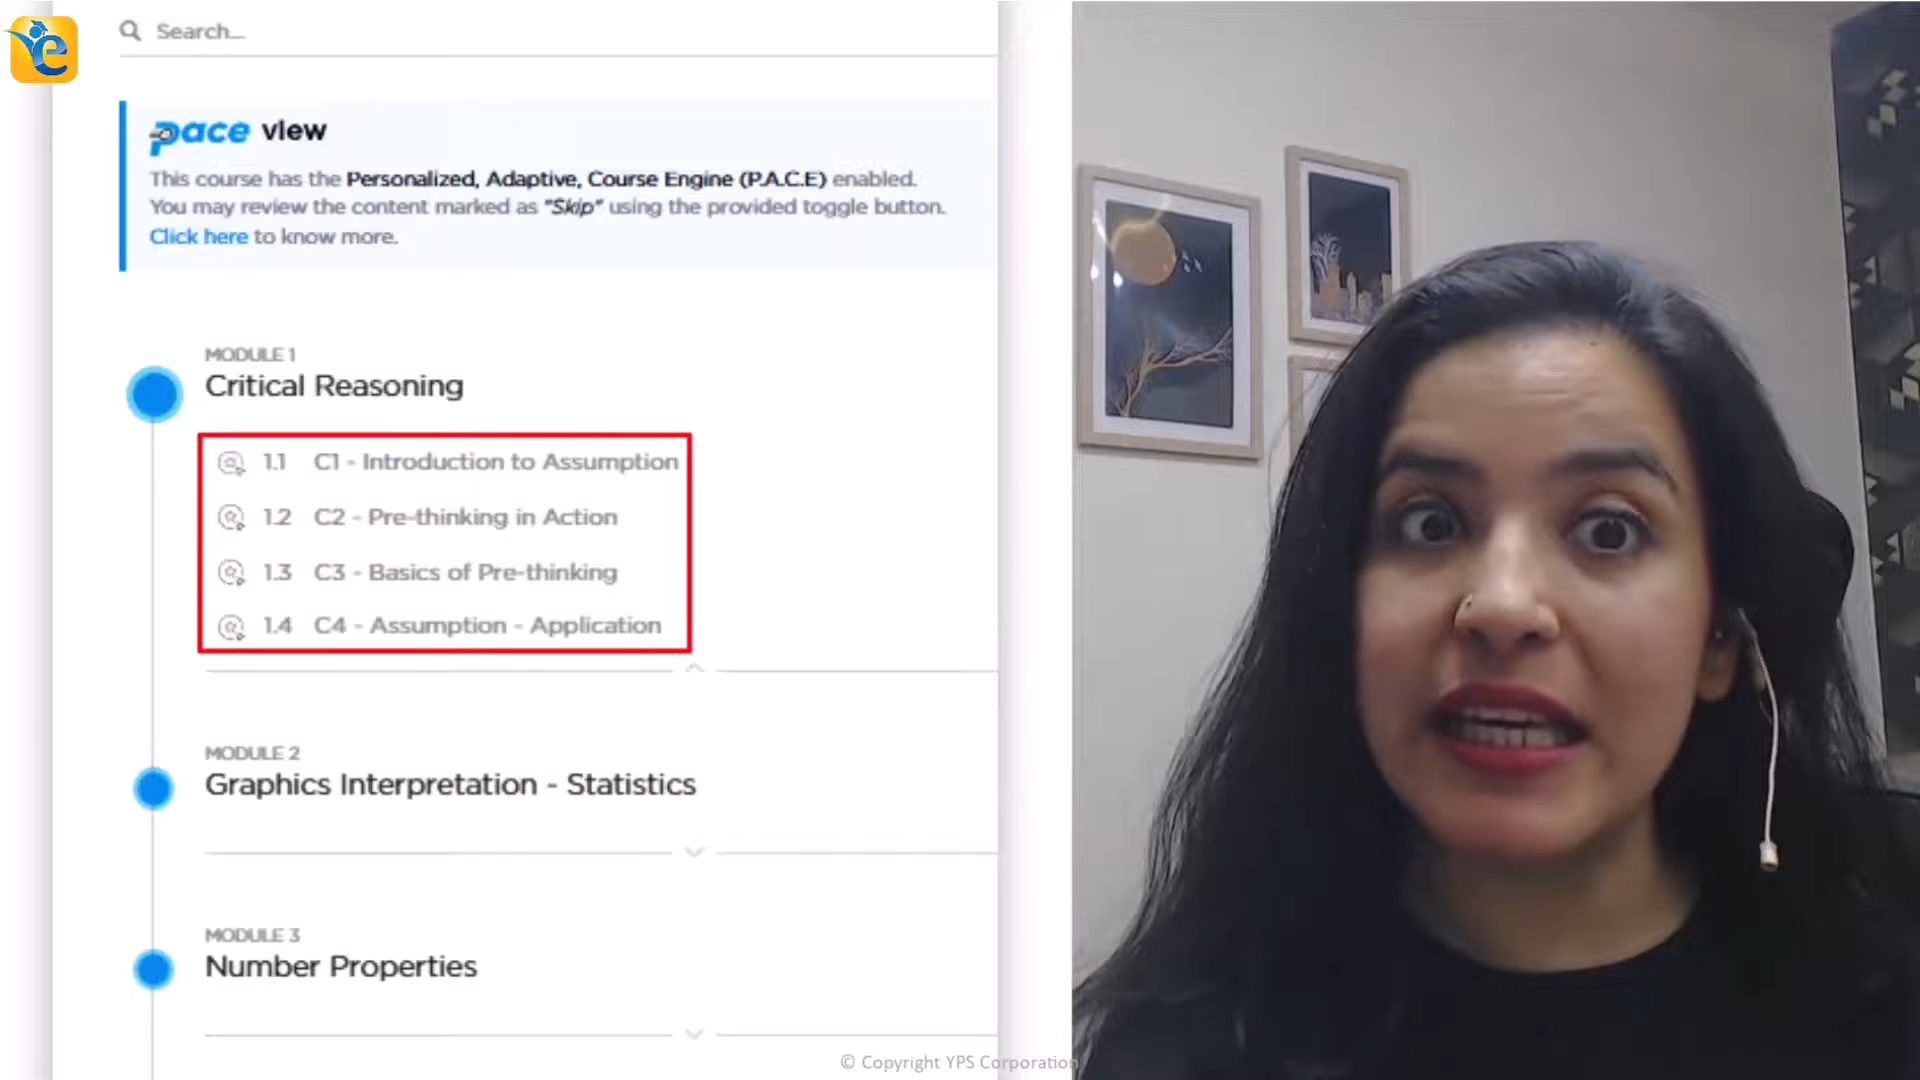 e
Search...
pace view
This course has the Personalized, Adaptive, Course Engine (P.A.C.E) enabled.
You may review the content marked as "Skip" using the provided toggle button.
Click here to know more.
MODULE 1
Critical Reasoning
1.1 C1 - Introduction to Assumption
1.2 C2 - Pre-thinking in Action
1.3 C3 - Basics of Pre-thinking
1.4 C4 - Assumption - Application
MODULE 2
Graphics Interpretation - Statistics
MODULE 3
Number Properties
© Copyright YPS Corporation